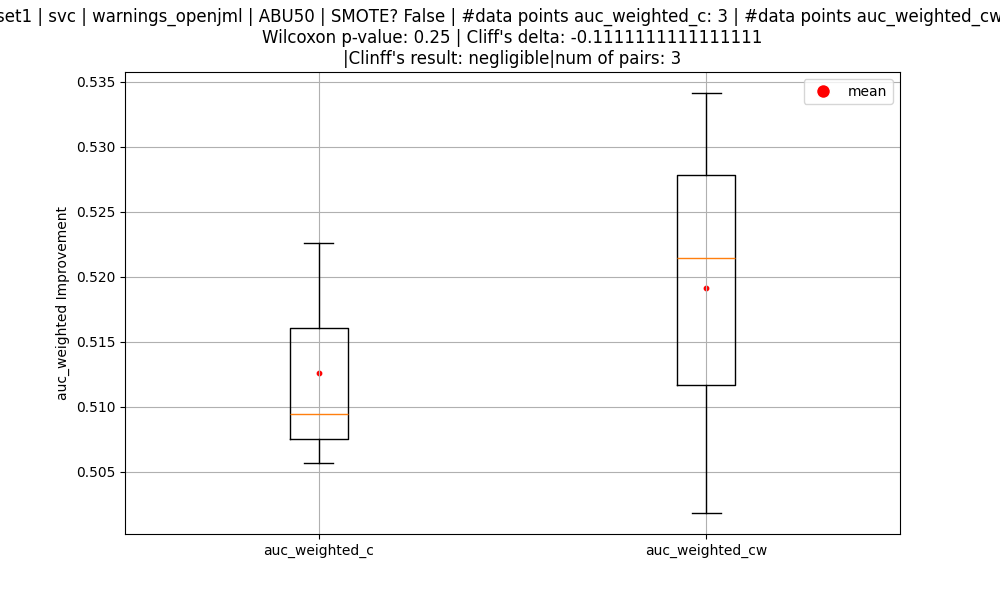 set1 | svc | warnings_openjml | ABU50 | SMOTE? False | #data points auc_weighted_c: 3 | #data points auc_weighted_cw
Wilcoxon p-value: 0.25 | Cliff's delta: -0.1111111111111111
|Clinff's result: negligible|num of pairs: 3
mean
0.535
0.530
0.525
0.520
0.515
0.510
0.505
auc_weighted Improvement
auc_weighted_c
auc_weighted_cw